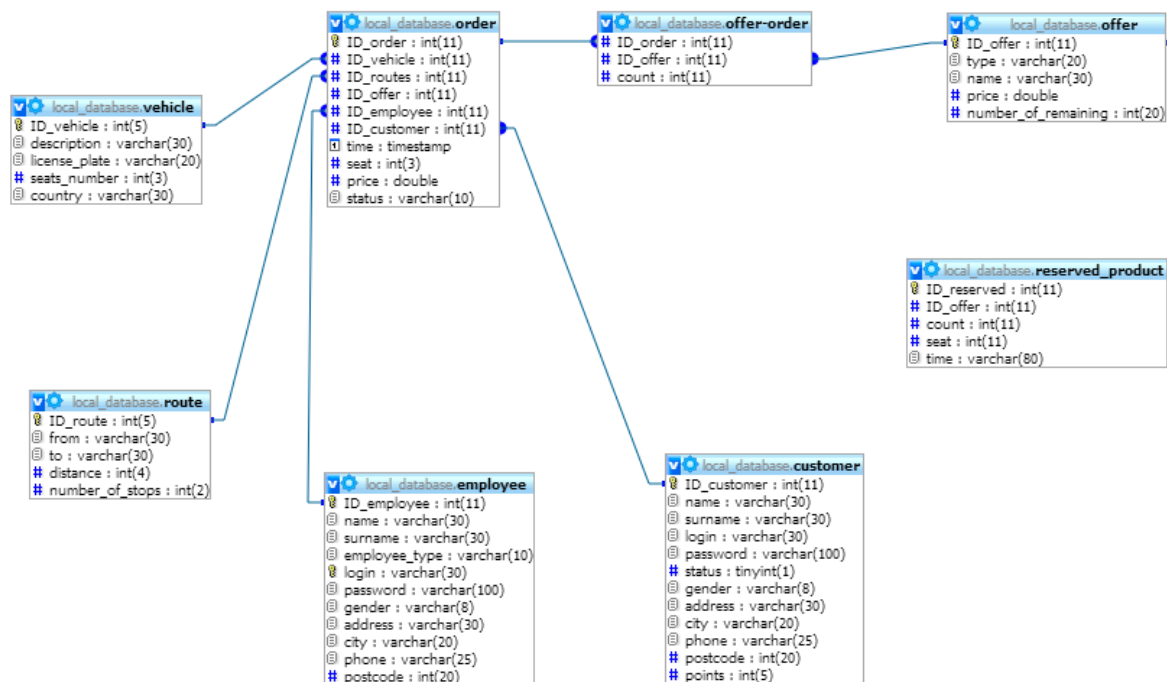 local_database.order
ID_order : int(11)
ID_vehicle : int(11)
ID_routes : int(11)
ID_offer : int(11)
ID_employee : int(11)
ID_customer : int(11)
time : timestamp
seat : int(3)
price : double
status : varchar(10)
local_database.offer-order
ID_order : int(11)
ID_offer : int(11)
count : int(11)
local_database.offer
ID_offer : int(11)
type : varchar(20)
name : varchar(30)
price : double
number_of_remaining : int(20)
local_database.vehicle
ID_vehicle : int(5)
description : varchar(30)
license_plate : varchar(20)
seats_number : int(3)
country : varchar(30)
local_database.reserved_product
ID_reserved : int(11)
ID_offer : int(11)
count : int(11)
seat : int(11)
time : varchar(80)
local_database.route
ID_route : int(5)
from : varchar(30)
to : varchar(30)
distance : int(4)
number_of_stops : int(2)
local_database.employee
ID_employee : int(11)
name : varchar(30)
surname : varchar(30)
employee_type : varchar(10)
login : varchar(30)
password : varchar(100)
gender : varchar(8)
address : varchar(30)
city : varchar(20)
phone : varchar(25)
postcode : int(20)
local_database.customer
ID_customer : int(11)
name : varchar(30)
surname : varchar(30)
login : varchar(30)
password : varchar(100)
status : tinyint(1)
gender : varchar(8)
address : varchar(30)
city : varchar(20)
phone : varchar(25)
postcode : int(20)
points : int(5)